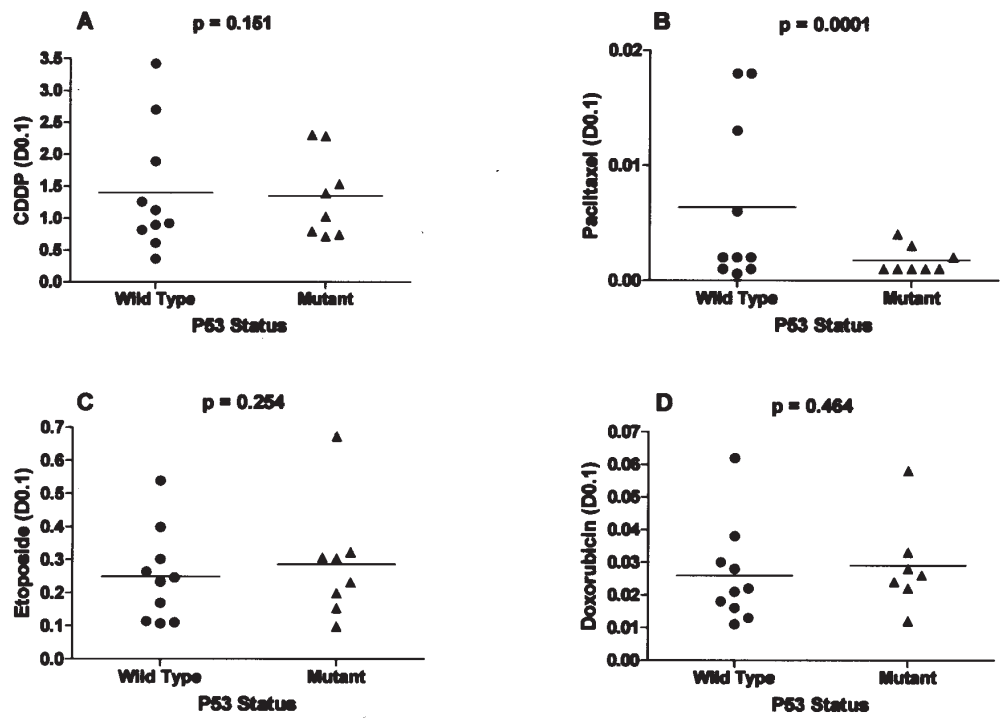 A
p = 0.151
CDDP (D0.1)
3.5
3.0
2.5
2.0
1.5
1.0
0.5
0.0
Wild Type
Mutant
P53 Status
B
p = 0.0001
Paclitaxel (D0.1)
0.02
0.01
0.00
Wild Type
Mutant
P53 Status
C
p = 0.254
Etoposide (D0.1)
0.7
0.6
0.5
0.4
0.3
0.2
0.1
0.0
Wild Type
Mutant
P53 Status
D
p = 0.464
Doxorubicin (D0.1)
0.07
0.06
0.05
0.04
0.03
0.02
0.01
0.00
Wild Type
Mutant
P53 Status